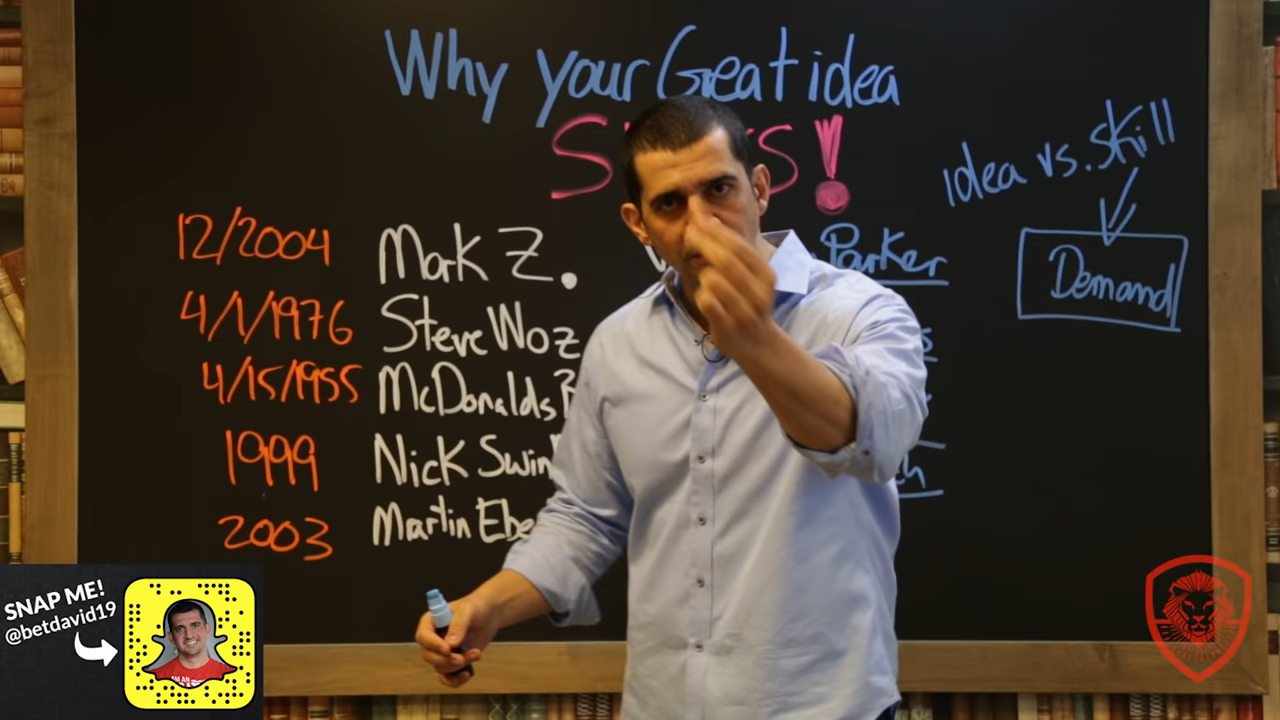 Why your Great idea
S S!
idea vs. skill
Demand
12/2004 Mark Z. Parker
4/1/1976 Steve Woz
4/15/1955 McDonalds
1999 Nick Swin
2003 Martin Ebe
SNAP ME!
@betdavid19